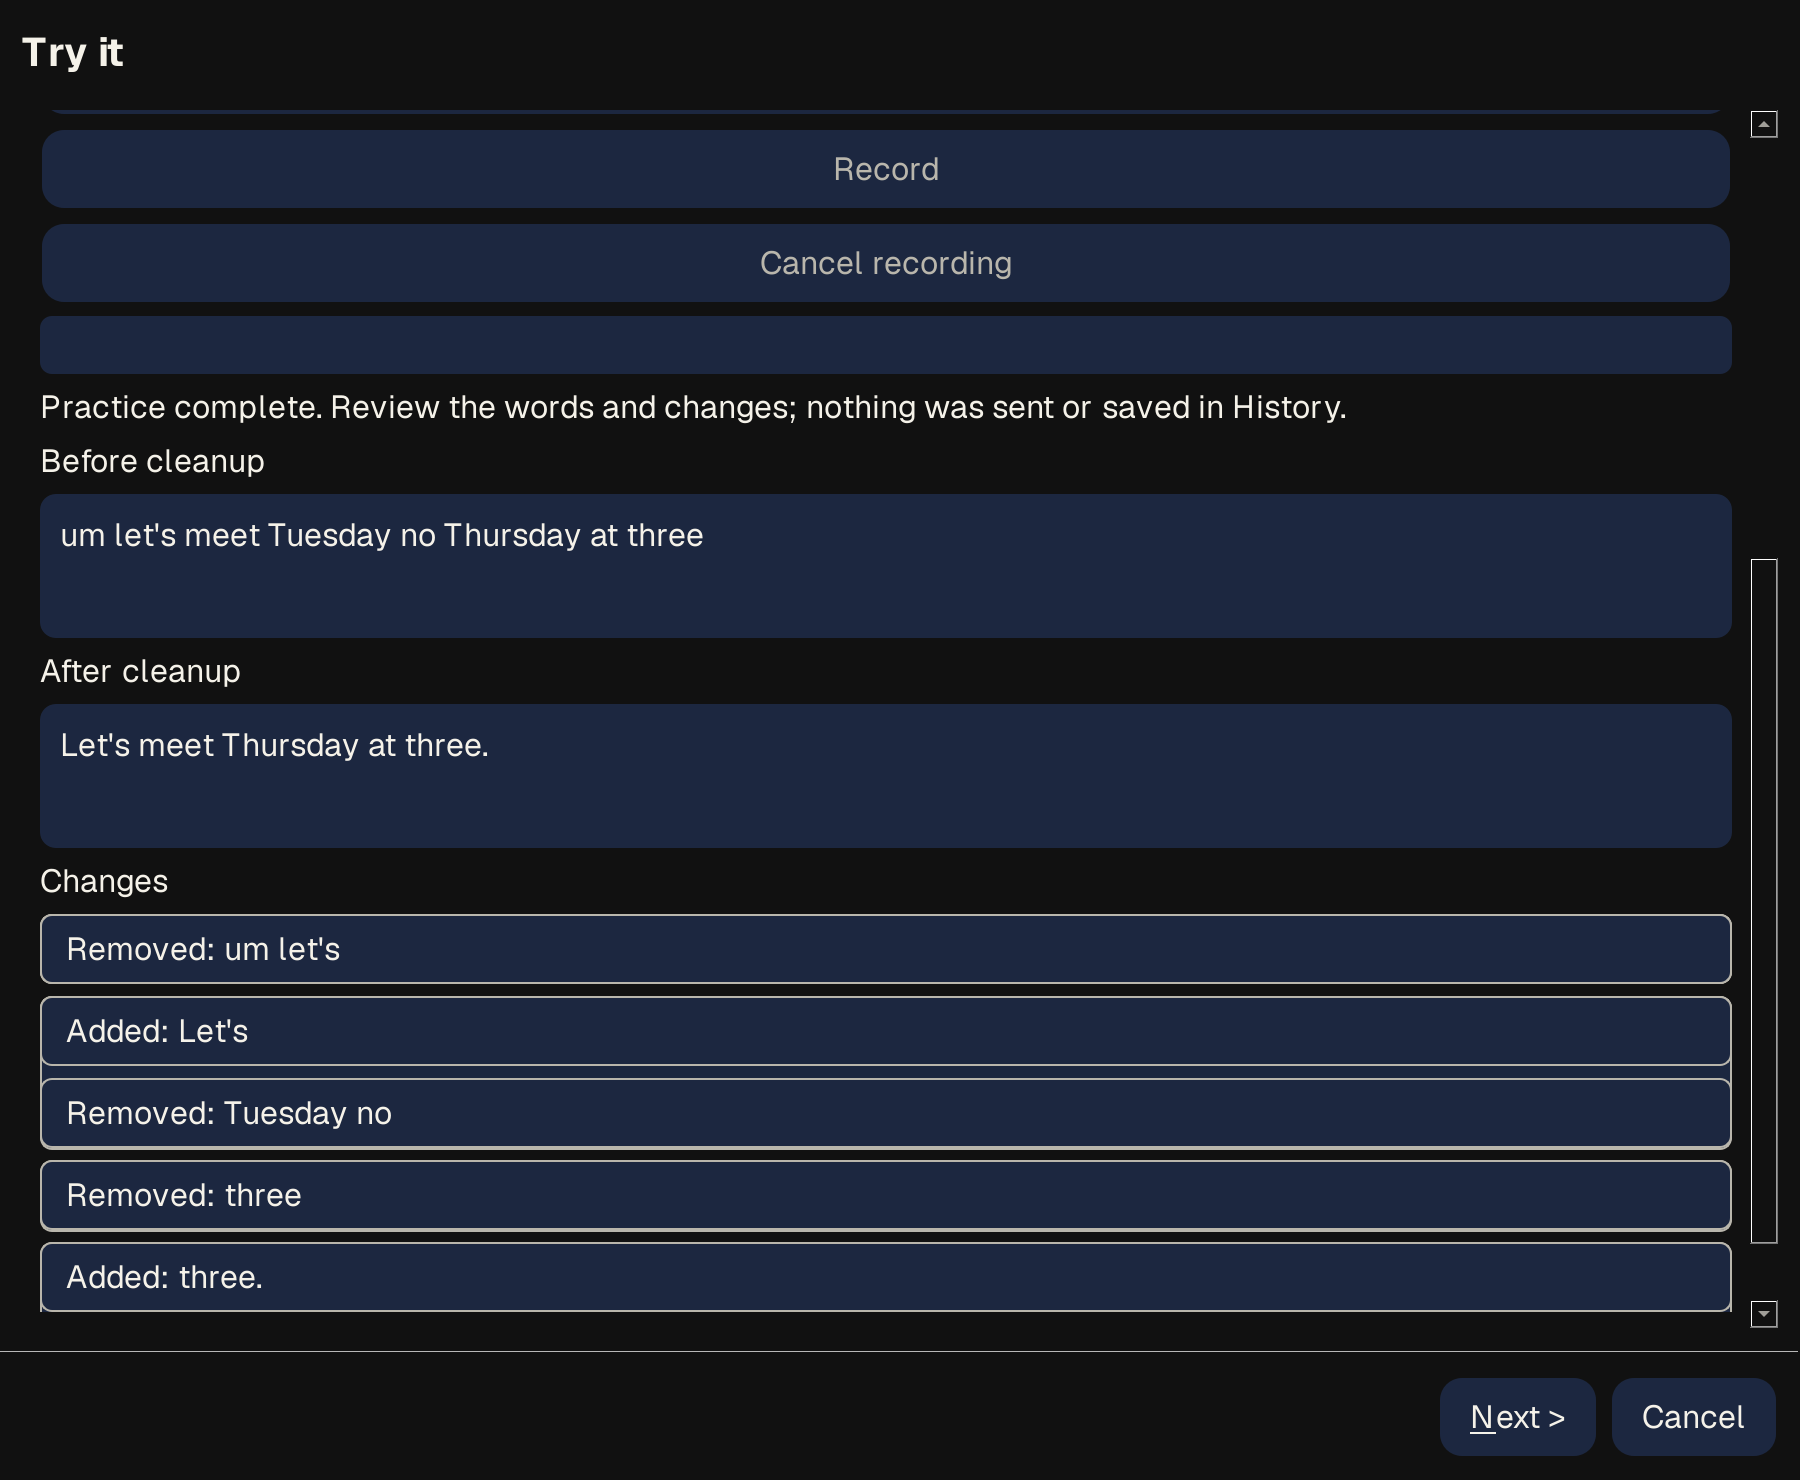 Try it
Record
Cancel recording
Practice complete. Review the words and changes; nothing was sent or saved in History.
Before cleanup
um let's meet Tuesday no Thursday at three
After cleanup
Let's meet Thursday at three.
Changes
Removed: um let's
Added: Let's
Removed: Tuesday no
Removed: three
Added: three.
Next >
Cancel